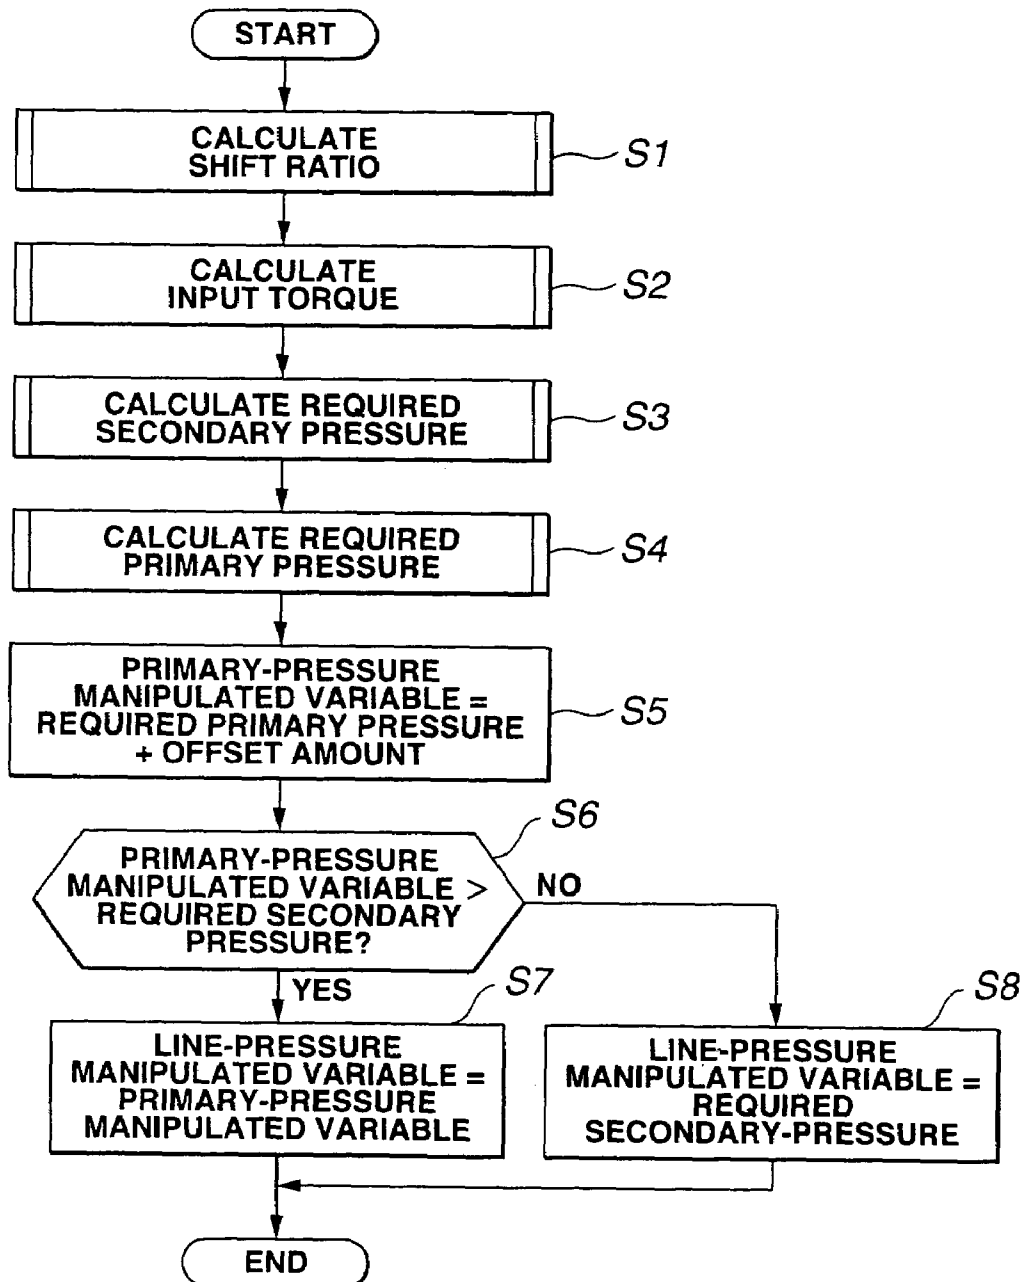 START
CALCULATE
SHIFT RATIO
S1
CALCULATE
INPUT TORQUE
S2
CALCULATE REQUIRED
SECONDARY PRESSURE
S3
CALCULATE REQUIRED
PRIMARY PRESSURE
S4
PRIMARY-PRESSURE
MANIPULATED VARIABLE =
REQUIRED PRIMARY PRESSURE
+ OFFSET AMOUNT
S5
S6
PRIMARY-PRESSURE
MANIPULATED VARIABLE >
REQUIRED SECONDARY
PRESSURE?
NO
YES
S7
LINE-PRESSURE
MANIPULATED VARIABLE =
PRIMARY-PRESSURE
MANIPULATED VARIABLE
S8
LINE-PRESSURE
MANIPULATED VARIABLE =
REQUIRED
SECONDARY-PRESSURE
END